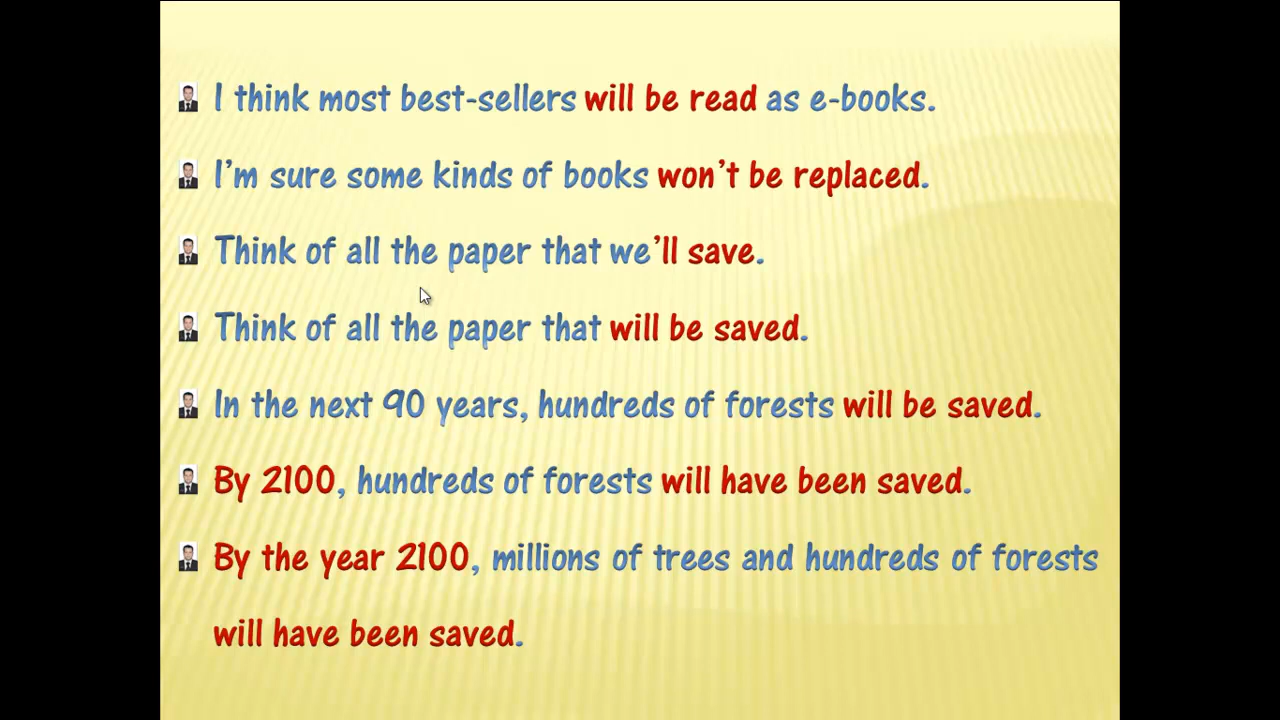 I think most best-sellers will be read as e-books.
I'm sure some kinds of books won't be replaced.
Think of all the paper that we'll save.
Think of all the paper that will be saved.
In the next 90 years, hundreds of forests will be saved.
By 2100, hundreds of forests will have been saved.
By the year 2100, millions of trees and hundreds of forests
will have been saved.